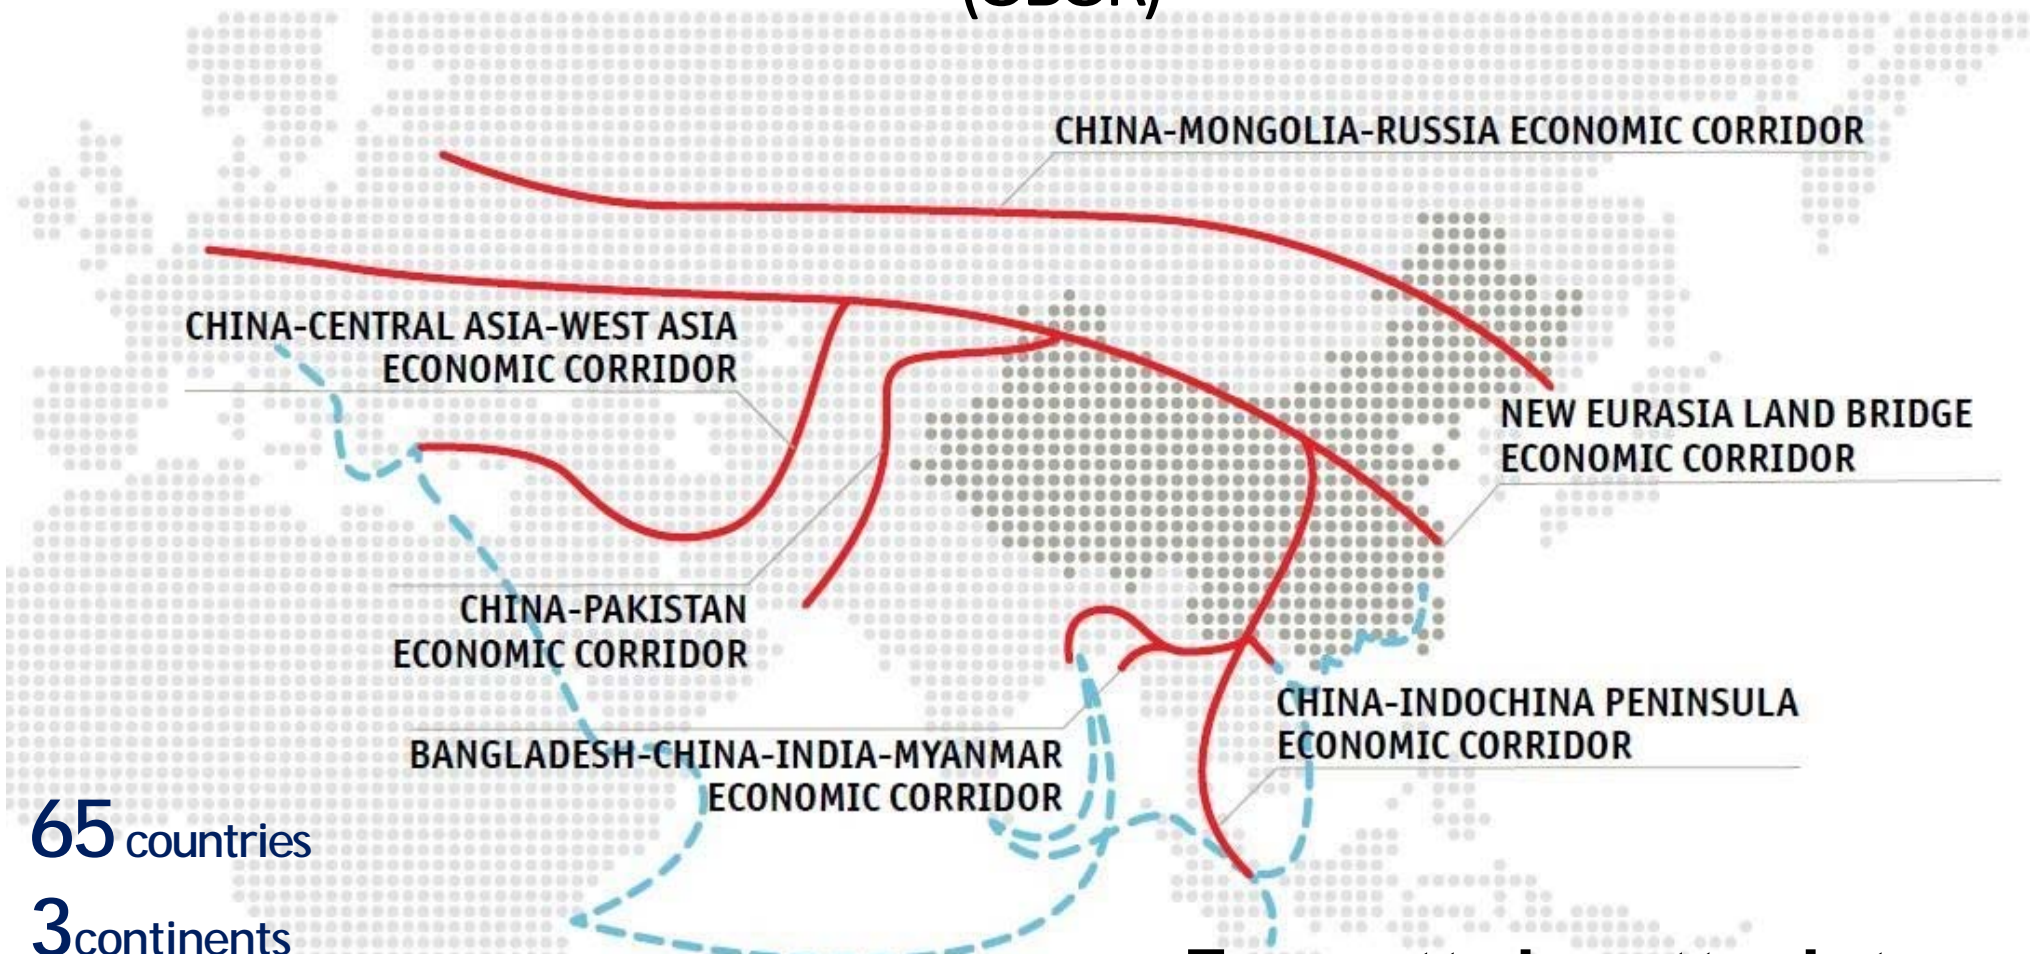 (OBOR)
CHINA-MONGOLIA-RUSSIA ECONOMIC CORRIDOR
CHINA-CENTRAL ASIA-WEST ASIA
ECONOMIC CORRIDOR
NEW EURASIA LAND BRIDGE
ECONOMIC CORRIDOR
CHINA-PAKISTAN
ECONOMIC CORRIDOR
CHINA-INDOCHINA PENINSULA
ECONOMIC CORRIDOR
BANGLADESH-CHINA-INDIA-MYANMAR
ECONOMIC CORRIDOR
65 countries
3continents